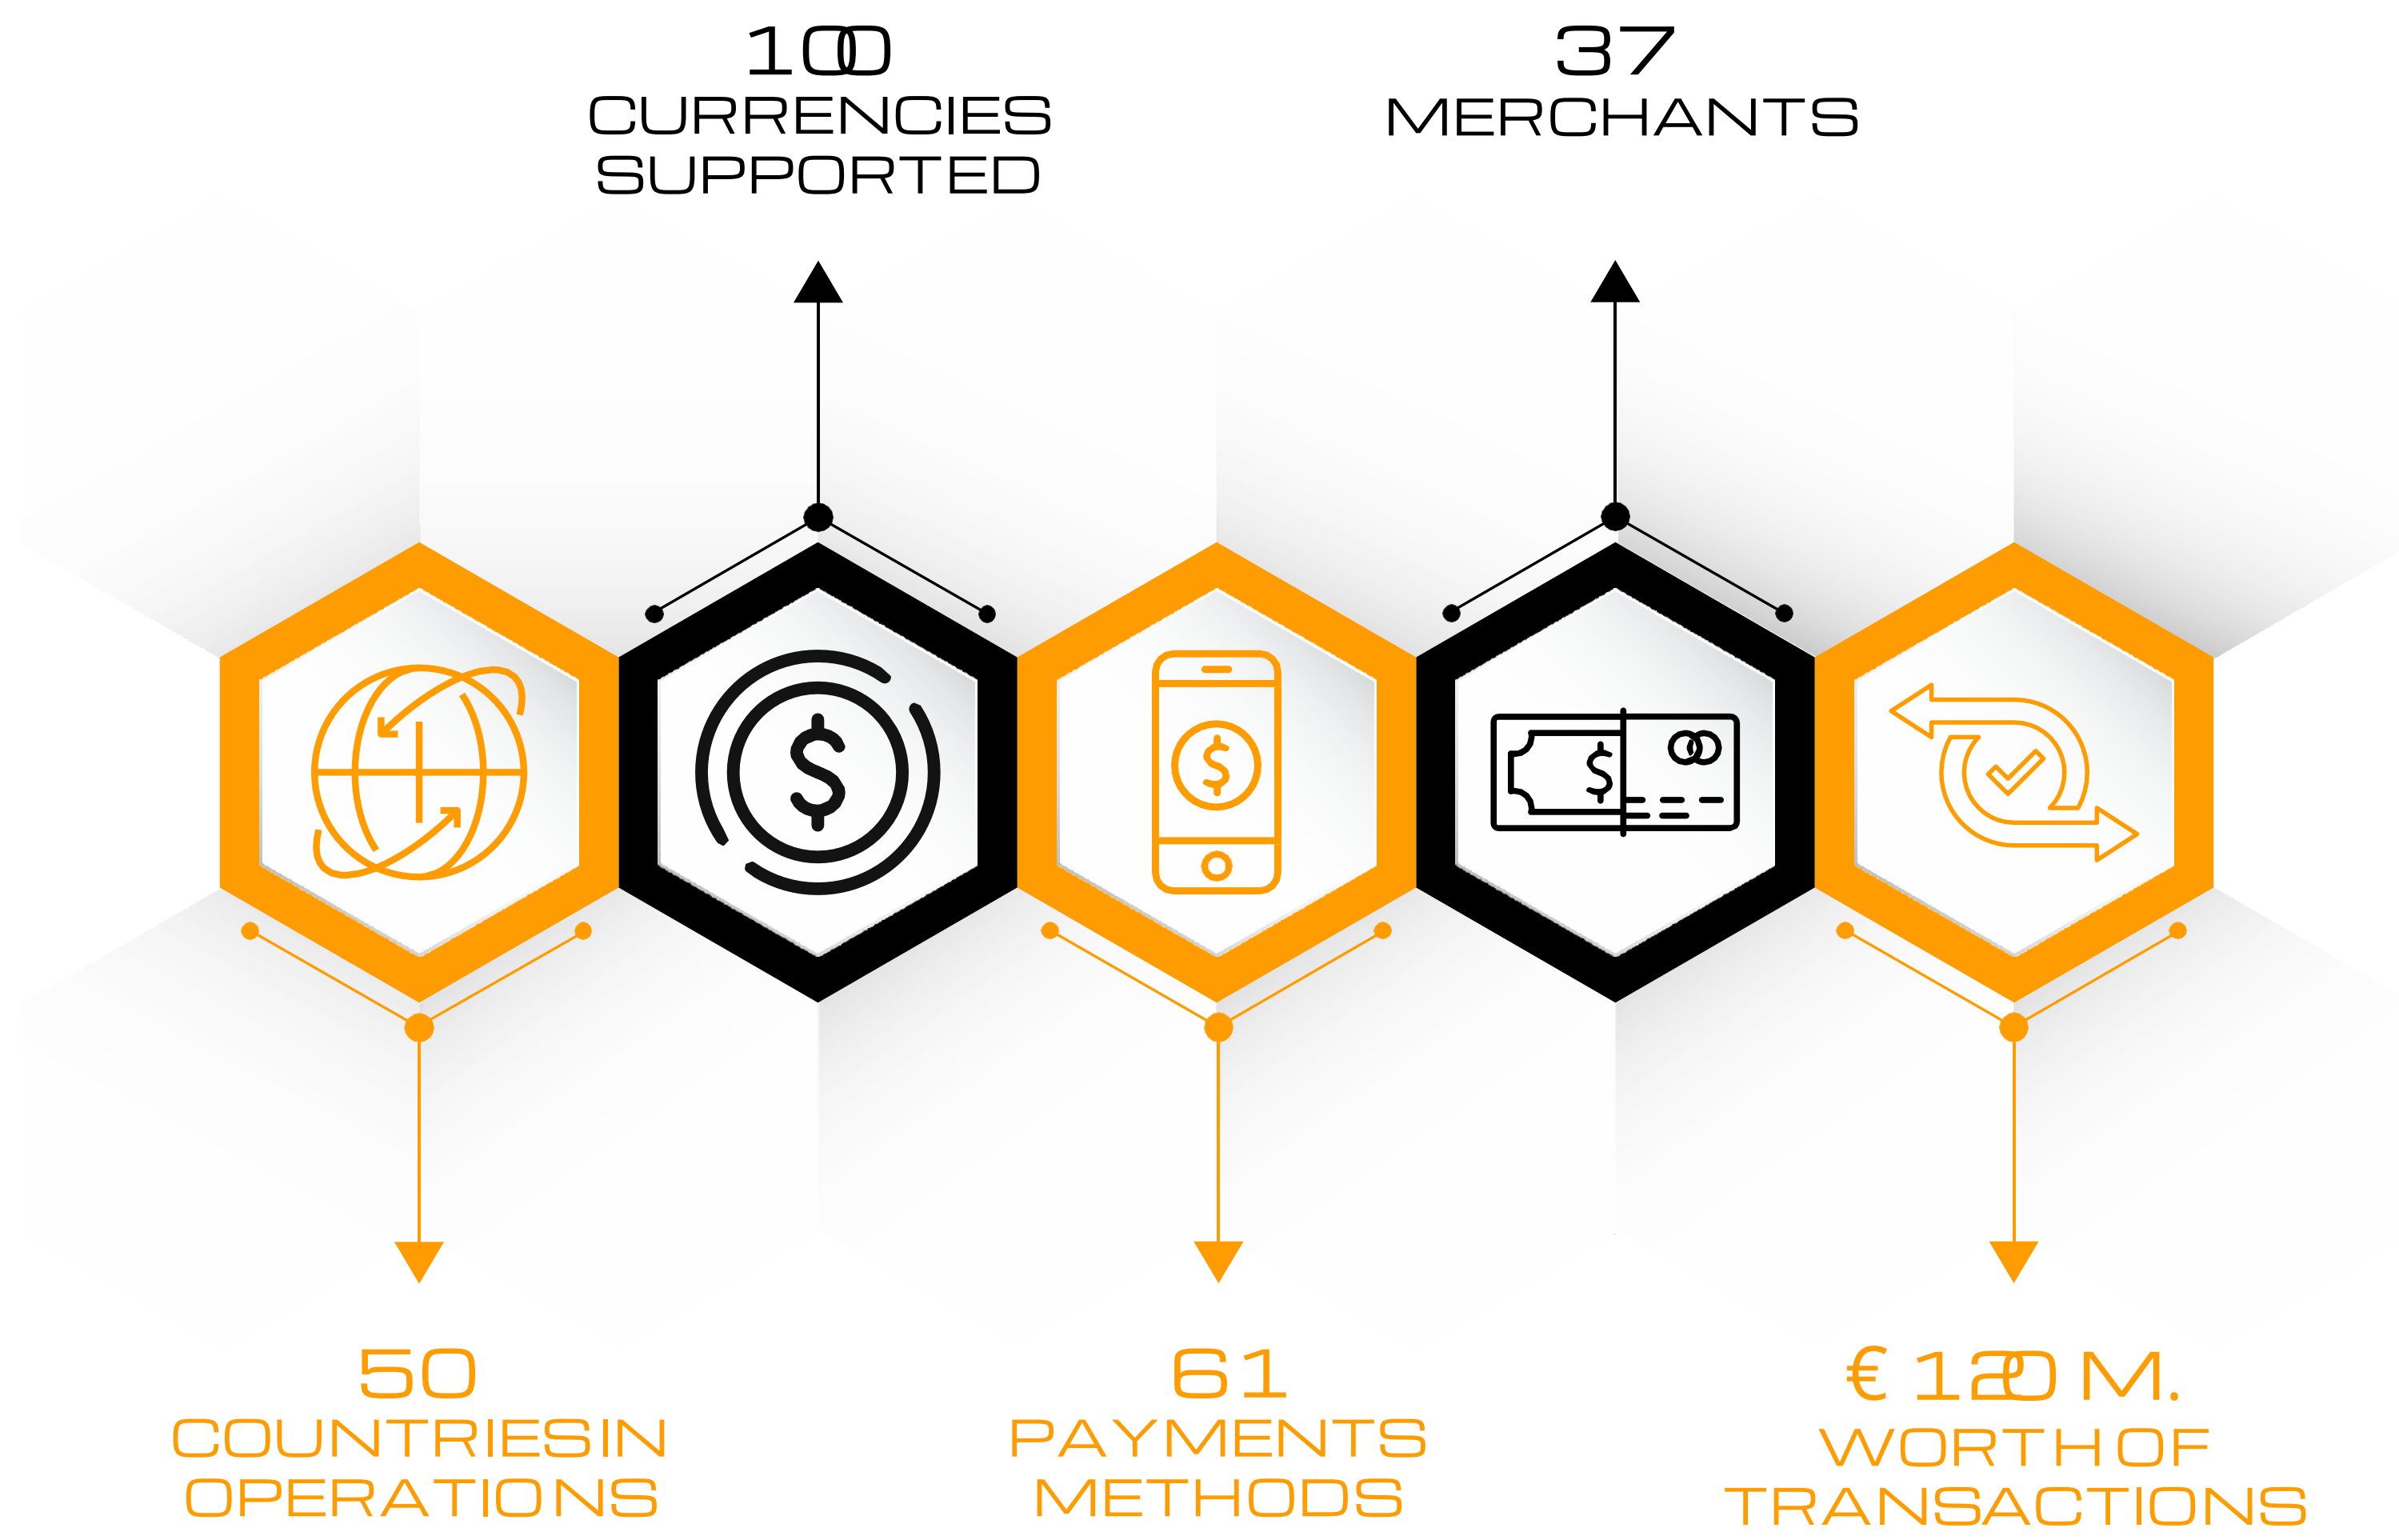 100
CURRENCIES
SUPPORTED
37
MERCHANTS
50
COUNTRIES IN
OPERATIONS
61
PAYMENTS
METHODS
€ 120 M.
WORTH OF
TRANSACTIONS